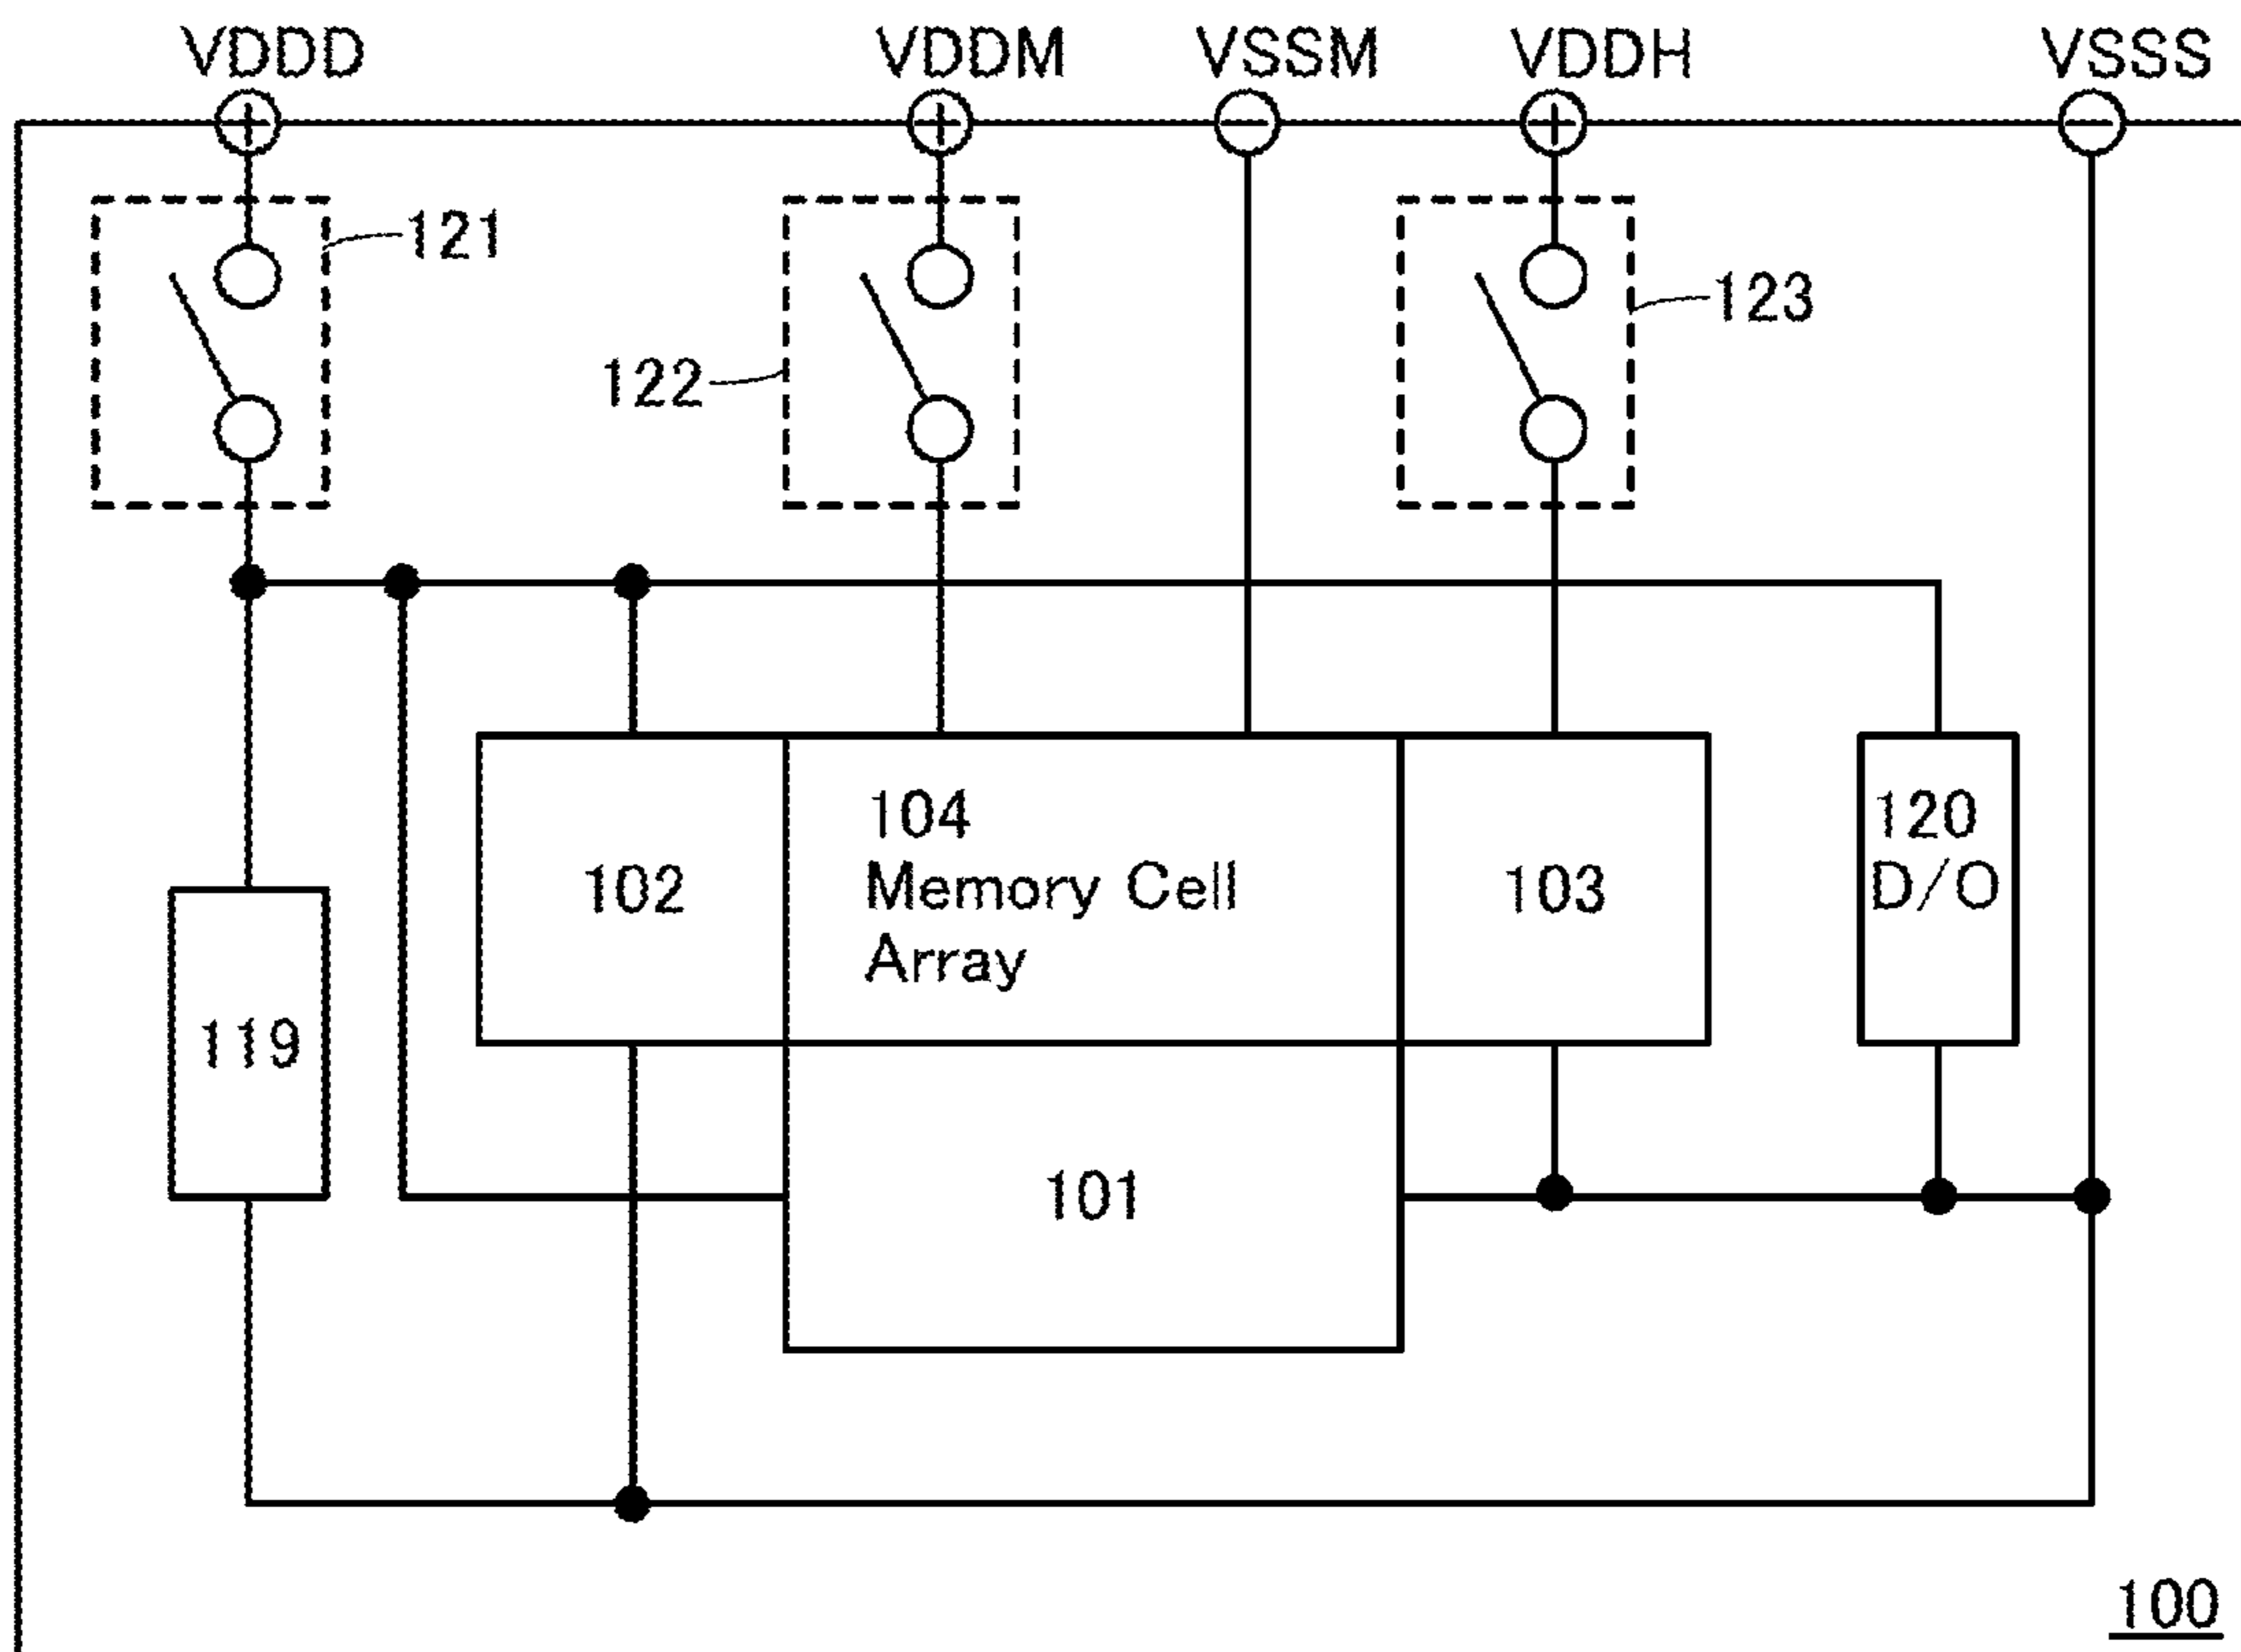 VDDD
VDDM
VSSM
VDDH
VSSS
121
123
122
104
Memory Cell
Array
102
103
120
D/O
119
101
100